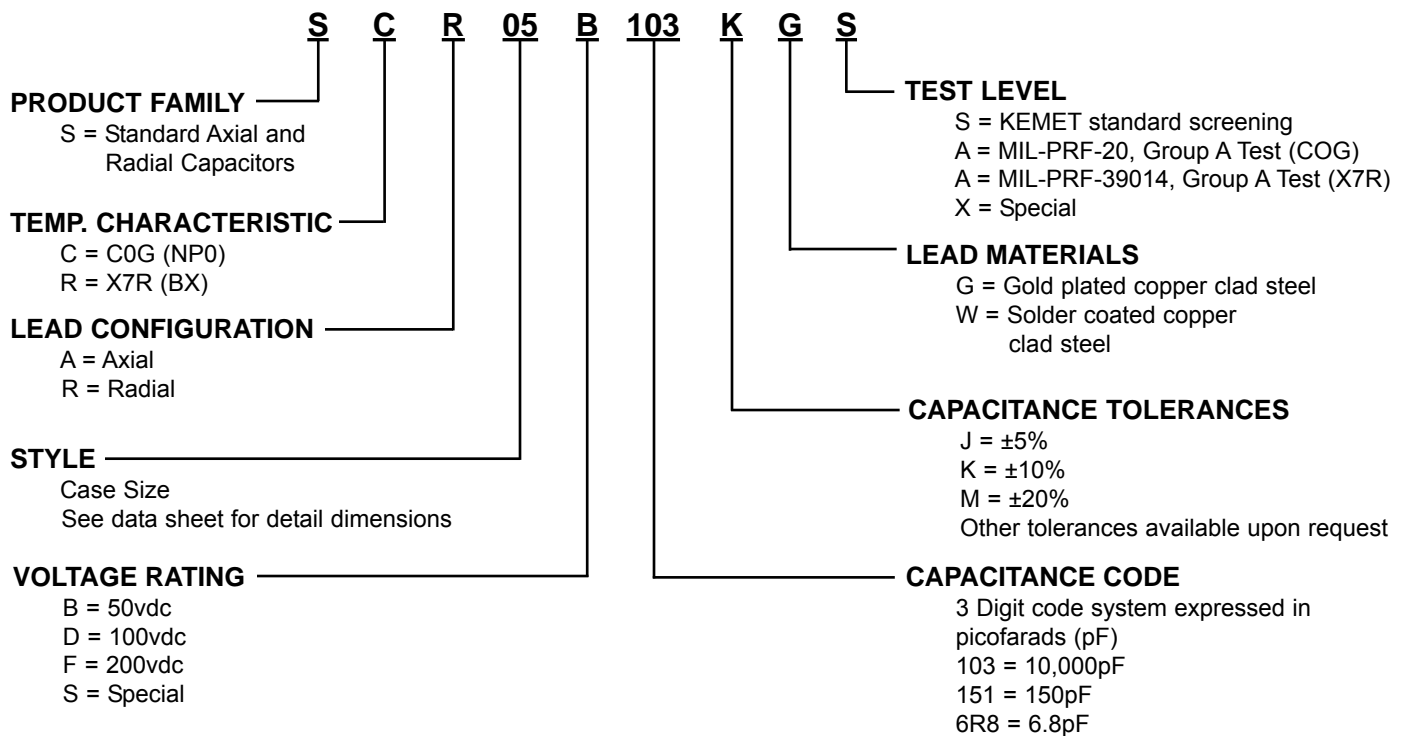 S C R 05 B 103 K G S
PRODUCT FAMILY
S = Standard Axial and
Radial Capacitors
TEMP. CHARACTERISTIC
C = C0G (NP0)
R = X7R (BX)
LEAD CONFIGURATION
A = Axial
R = Radial
STYLE
Case Size
See data sheet for detail dimensions
VOLTAGE RATING
B = 50vdc
D = 100vdc
F = 200vdc
S = Special
TEST LEVEL
S = KEMET standard screening
A = MIL-PRF-20, Group A Test (COG)
A = MIL-PRF-39014, Group A Test (X7R)
X = Special
LEAD MATERIALS
G = Gold plated copper clad steel
W = Solder coated copper
clad steel
CAPACITANCE TOLERANCES
J = ±5%
K = ±10%
M = ±20%
Other tolerances available upon request
CAPACITANCE CODE
3 Digit code system expressed in
picofarads (pF)
103 = 10,000pF
151 = 150pF
6R8 = 6.8pF